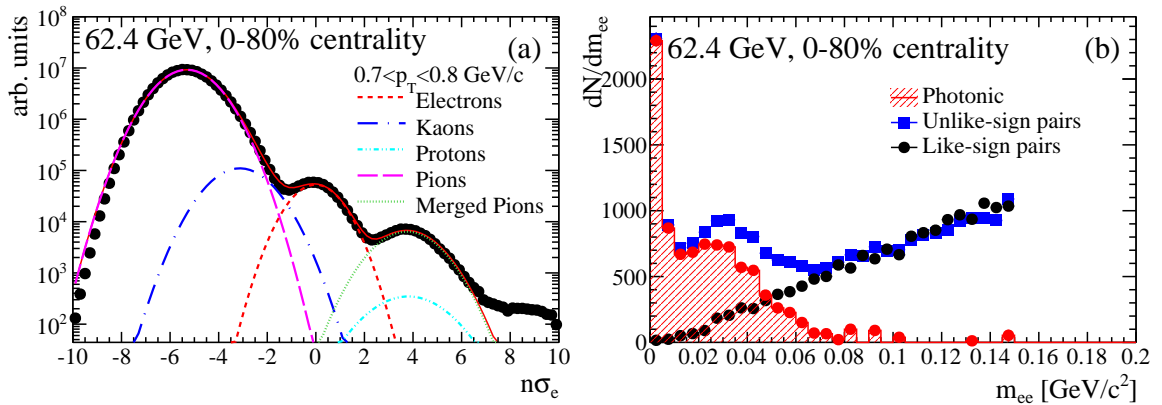 62.4 GeV, 0-80% centrality
(a)
0.7<p_T<0.8 GeV/c
Electrons
Kaons
Protons
Pions
Merged Pions
arb. units
10^8
10^7
10^6
10^5
10^4
10^3
10^2
-10 -8 -6 -4 -2 0 2 4 6 8 10
nσ_e
62.4 GeV, 0-80% centrality
(b)
Photonic
Unlike-sign pairs
Like-sign pairs
dN/dm_ee
2000
1500
1000
500
0
0 0.02 0.04 0.06 0.08 0.1 0.12 0.14 0.16 0.18 0.2
m_ee [GeV/c^2]